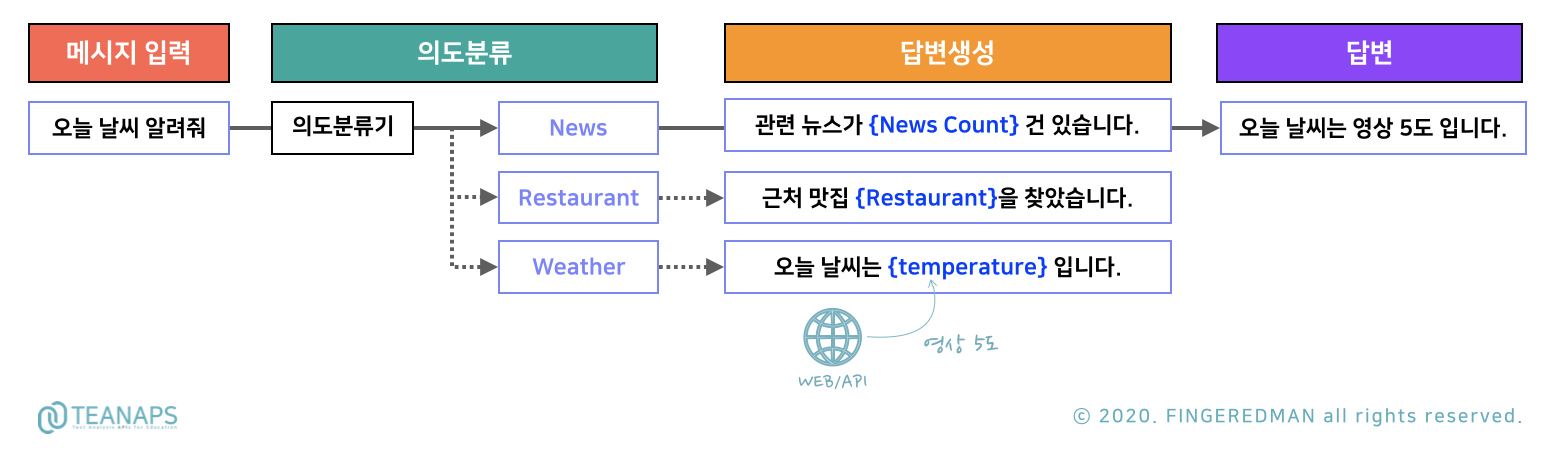 메시지 입력
의도분류
답변생성
답변
오늘 날씨 알려줘
의도분류기
News
관련 뉴스가 {News Count} 건 있습니다.
오늘 날씨는 영상 5도 입니다.
Restaurant
근처 맛집 {Restaurant}을 찾았습니다.
Weather
오늘 날씨는 {temperature} 입니다.
영상 5도
WEB/API
TEANAPS
Text Analysis APIs for Education
© 2020. FINGEREDMAN all rights reserved.